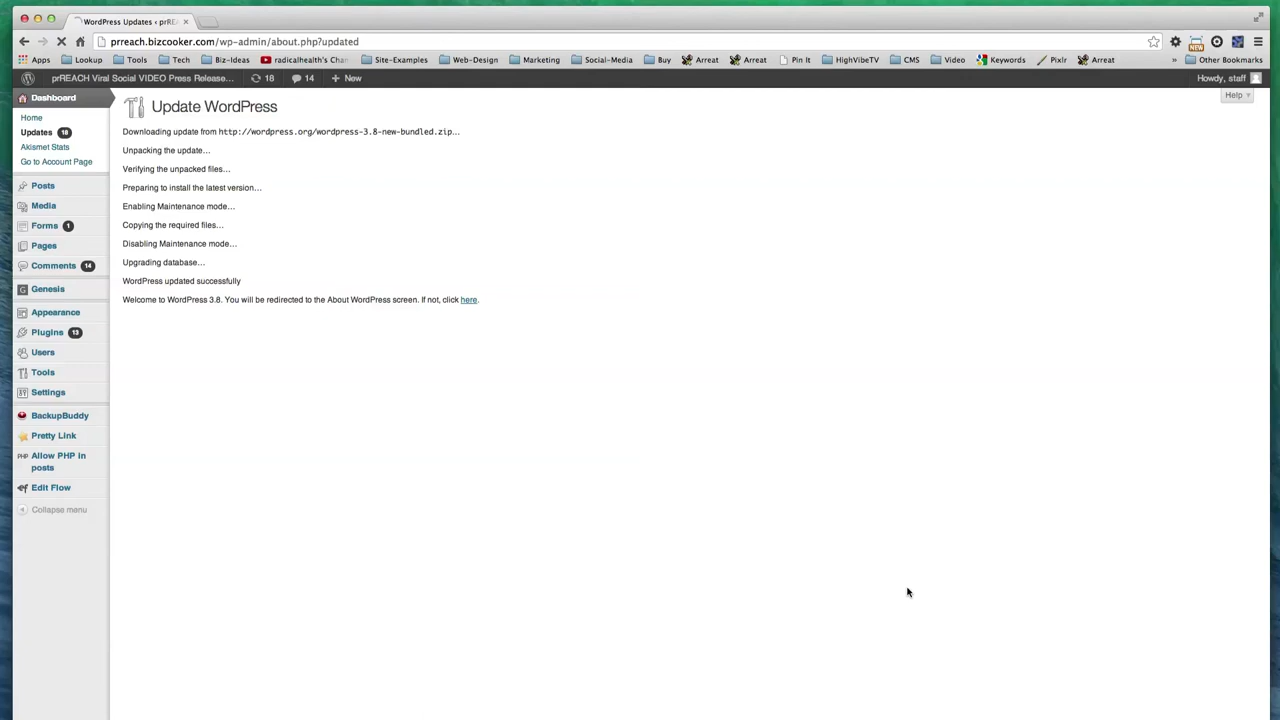 WordPress Updates ‹ prRE
prreach.bizcooker.com/wp-admin/about.php?updated
Apps Lookup Tools Tech Biz-Ideas radicalhealth's Chan Site-Examples Web-Design Marketing Social-Media Buy Arreat Arreat Pin It HighVibeTV CMS Video Keywords Pixlr Arreat » Other Bookmarks
NEW
prREACH Viral Social VIDEO Press Release... 18 14 + New Howdy, staff
Dashboard
Help
Home
Updates 18
Akismet Stats
Go to Account Page
Posts
Media
Forms 1
Pages
Comments 14
Genesis
Appearance
Plugins 13
Users
Tools
Settings
BackupBuddy
Pretty Link
PHP Allow PHP in
posts
Edit Flow
Collapse menu
Update WordPress
Downloading update from http://wordpress.org/wordpress-3.8-new-bundled.zip…
Unpacking the update…
Verifying the unpacked files…
Preparing to install the latest version…
Enabling Maintenance mode…
Copying the required files…
Disabling Maintenance mode…
Upgrading database…
WordPress updated successfully
Welcome to WordPress 3.8. You will be redirected to the About WordPress screen. If not, click here.